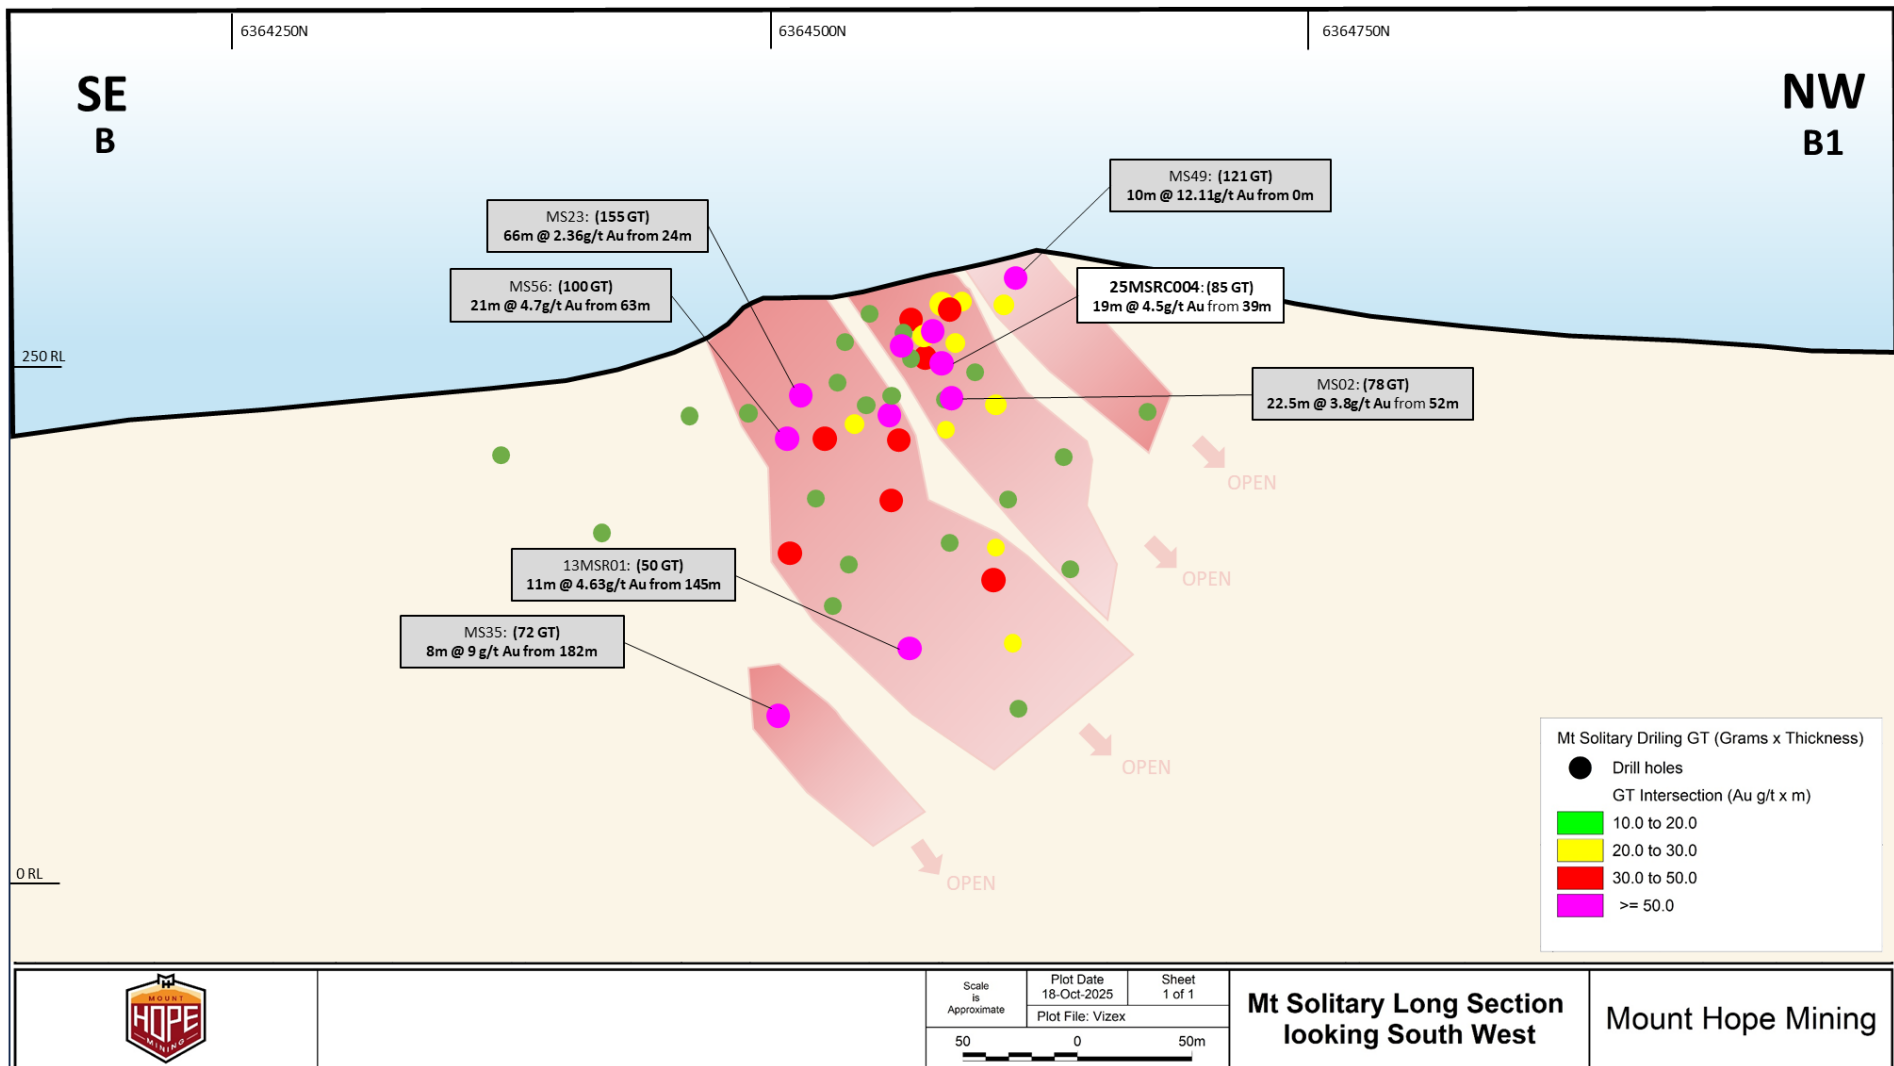 6364250N
6364500N
6364750N
SE
B
NW
B1
MS49: (121 GT)
10m @ 12.11g/t Au from 0m
MS23: (155 GT)
66m @ 2.36g/t Au from 24m
MS56: (100 GT)
21m @ 4.7g/t Au from 63m
25MSRC004: (85 GT)
19m @ 4.5g/t Au from 39m
250 RL
MS02: (78 GT)
22.5m @ 3.8g/t Au from 52m
OPEN
OPEN
13MSR01: (50 GT)
11m @ 4.63g/t Au from 145m
MS35: (72 GT)
8m @ 9 g/t Au from 182m
OPEN
OPEN
0 RL
Mt Solitary Driling GT (Grams x Thickness)
Drill holes
GT Intersection (Au g/t x m)
10.0 to 20.0
20.0 to 30.0
30.0 to 50.0
>= 50.0
MOUNT
HOPE
MINING
Scale
is
Approximate
Plot Date
18-Oct-2025
Sheet
1 of 1
Plot File: Vizex
50 0 50m
Mt Solitary Long Section
looking South West
Mount Hope Mining